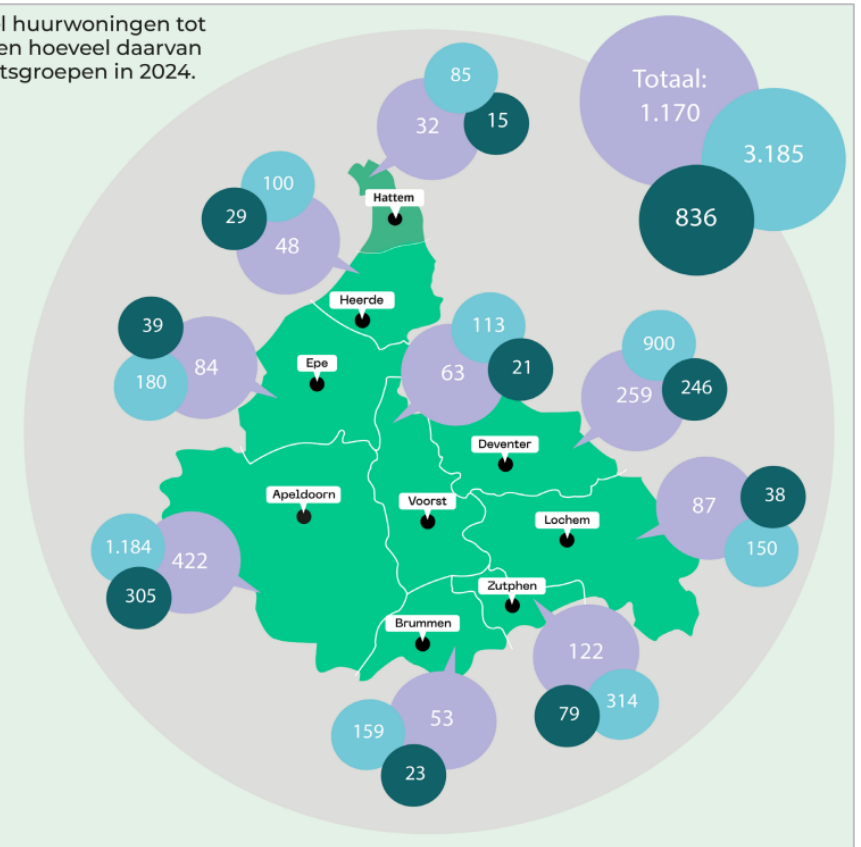 huurwoningen tot
en hoeveel daarvan
in 2024.
85
32
15
Totaal:
1.170
3.185
836
100
29
48
Hattem
Heerde
39
84
180
Epe
113
63
21
900
259
246
Deventer
Apeldoorn
Voorst
Lochem
87
38
150
1.184
422
305
Zutphen
Brummen
122
79
314
159
53
23